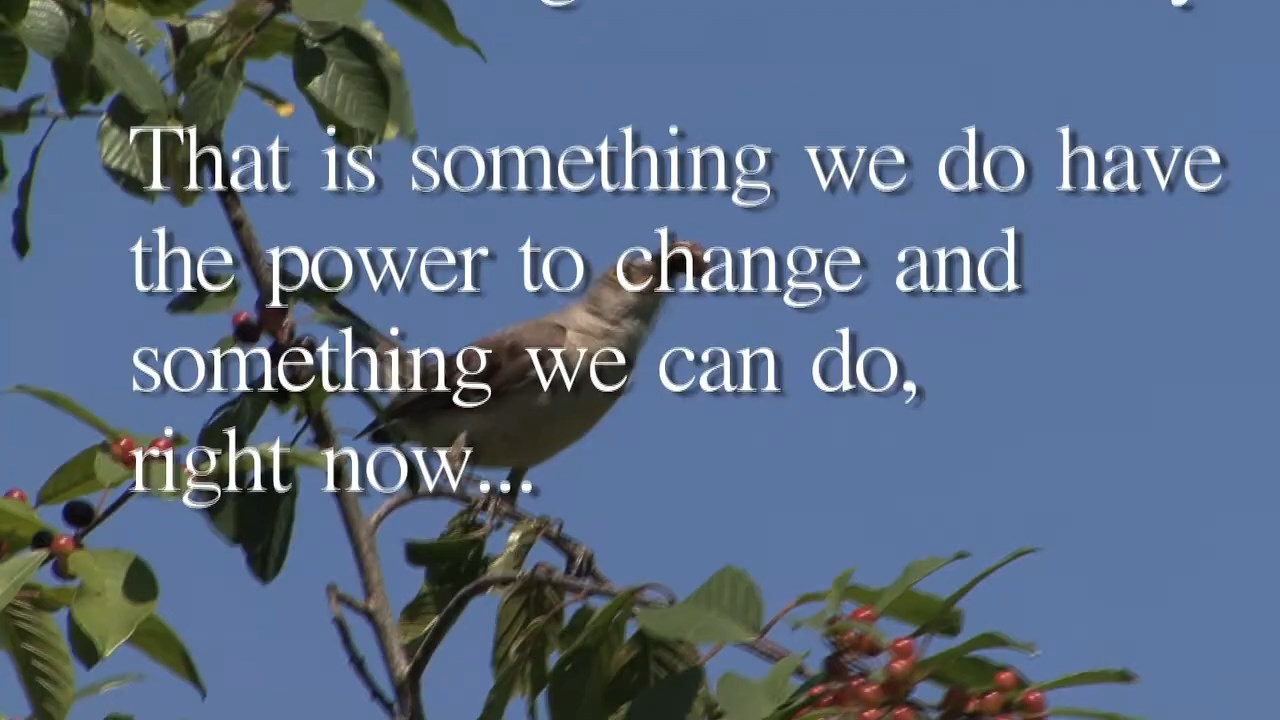 That is something we do have
the power to change and
something we can do,
right now...